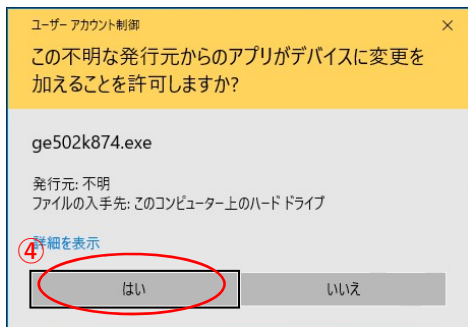 ユーザー アカウント制御
×
この不明な発行元からのアプリがデバイスに変更を
加えることを許可しますか?
ge502k874.exe
発行元: 不明
ファイルの入手先: このコンピューター上のハード ドライブ
詳細を表示
④
はい
いいえ